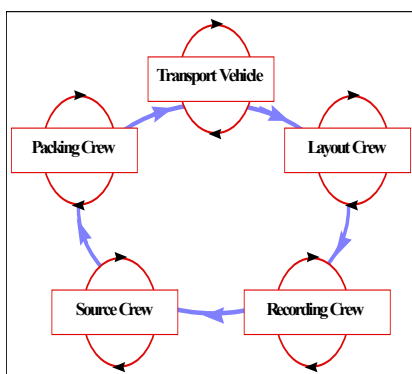 Transport Vehicle
Packing Crew
Layout Crew
Source Crew
Recording Crew